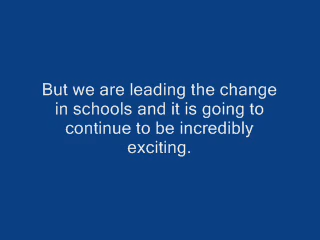 But we are leading the change
in schools and it is going to
continue to be incredibly
exciting.